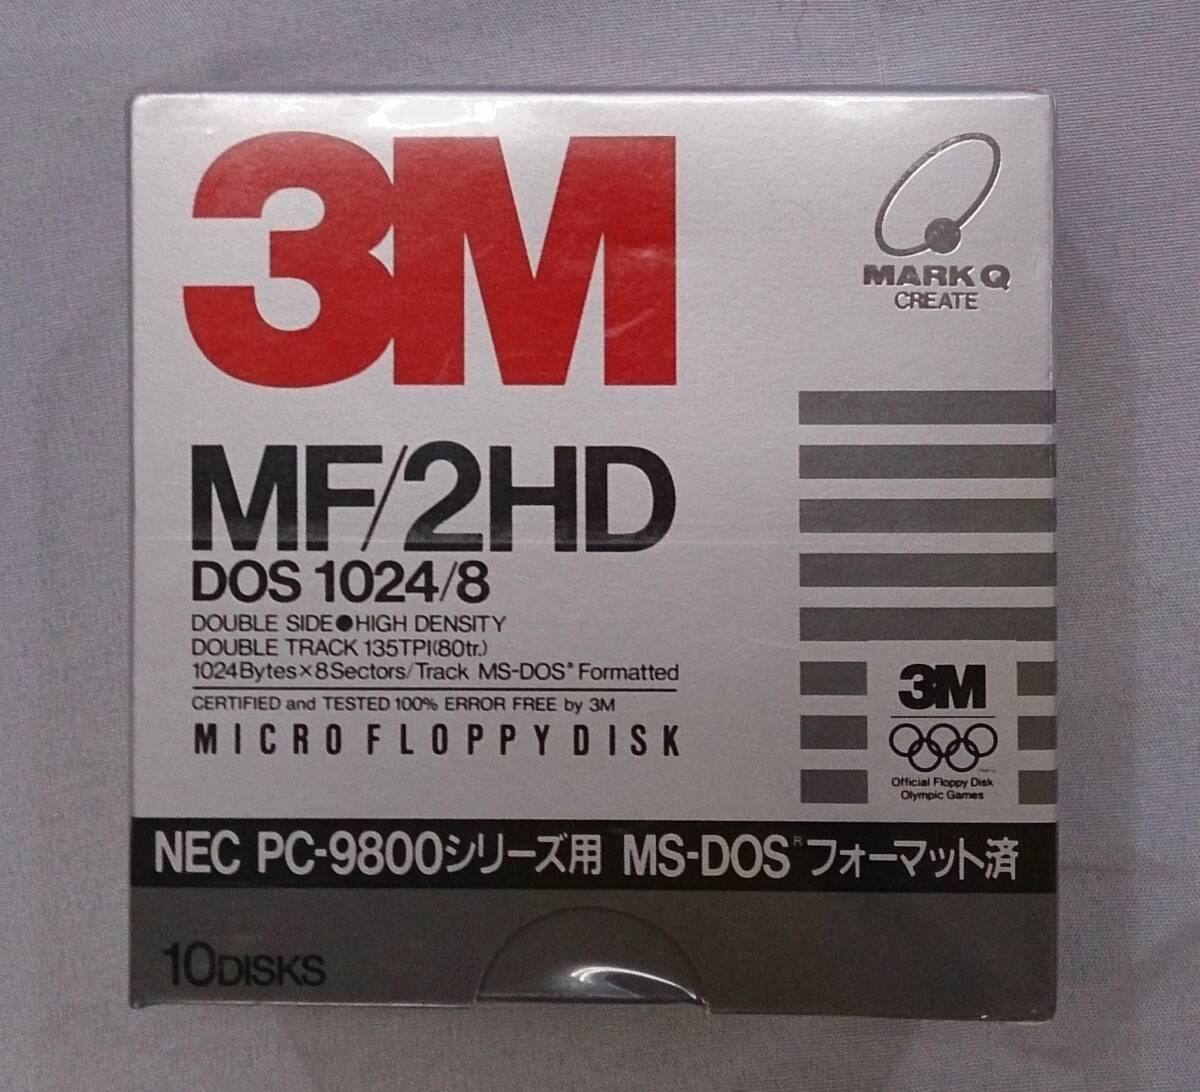 3M
MARK Q
CREATE
MF/2HD
DOS 1024/8
DOUBLE SIDE●HIGH DENSITY
DOUBLE TRACK 135TPI(80tr.)
1024Bytes×8Sectors/Track MS-DOS® Formatted
CERTIFIED and TESTED 100% ERROR FREE by 3M
MICRO FLOPPY DISK
3M
Official Floppy Disk
Olympic Games
NEC PC-9800シリーズ用 MS-DOS®フォーマット済
10DISKS